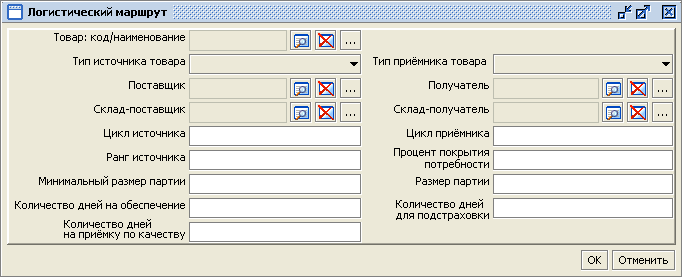 Логистический маршрут
Товар: код/наименование ...
Тип источника товара
Тип приёмника товара
Поставщик ...
Получатель ...
Склад-поставщик ...
Склад-получатель ...
Цикл источника
Цикл приёмника
Ранг источника
Процент покрытия
потребности
Минимальный размер партии
Размер партии
Количество дней на обеспечение
Количество дней
для подстраховки
Количество дней
на приёмку по качеству
OK Отменить